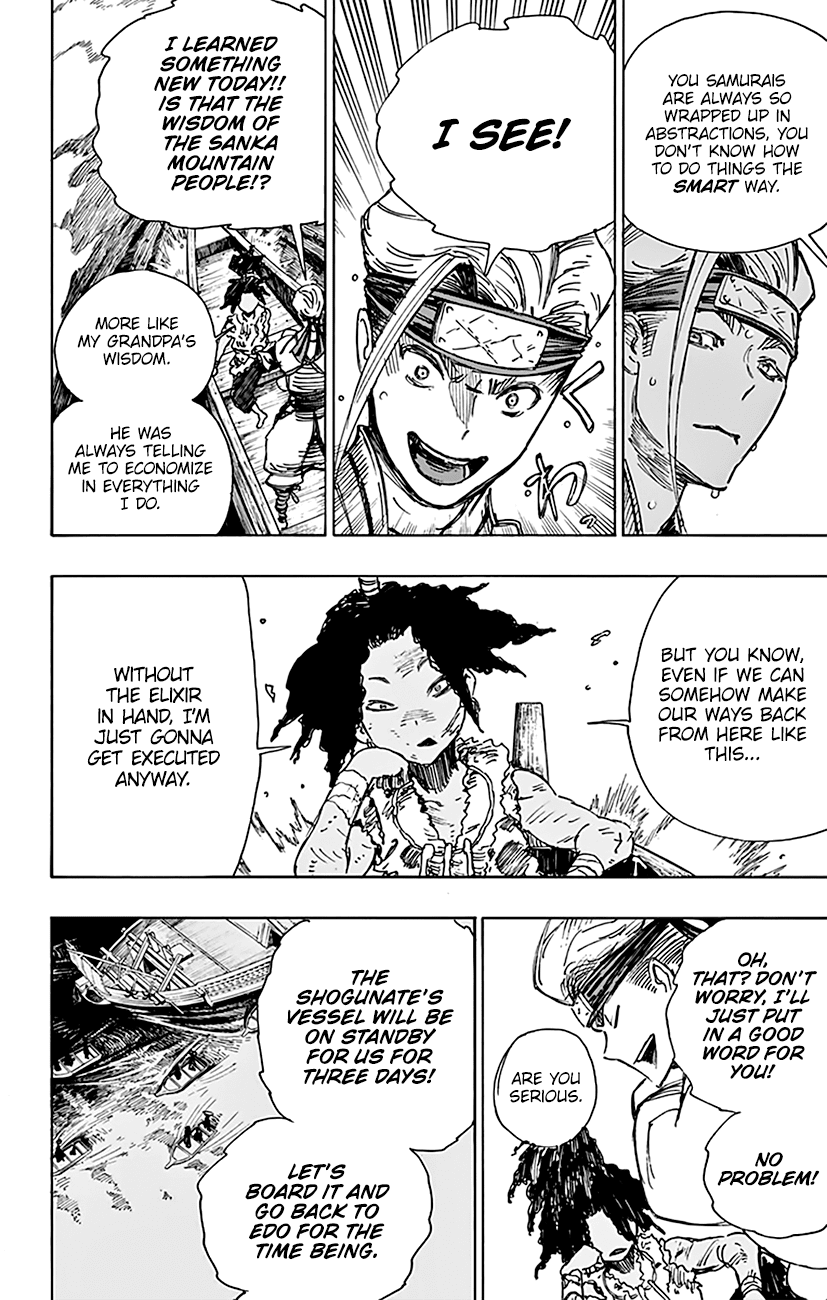 YOU SAMURAIS
ARE ALWAYS SO
WRAPPED UP IN
ABSTRACTIONS, YOU
DON'T KNOW HOW
TO DO THINGS THE
SMART WAY.
I SEE!
くわ
I LEARNED
SOMETHING
NEW TODAY!!
IS THAT THE
WISDOM OF
THE SANKA
MOUNTAIN
PEOPLE!?
MORE LIKE
MY GRANDPA'S
WISDOM.
HE WAS
ALWAYS TELLING
ME TO ECONOMIZE
IN EVERYTHING
I DO.
BUT YOU KNOW,
EVEN IF WE CAN
SOMEHOW MAKE
OUR WAYS BACK
FROM HERE LIKE
THIS...
WITHOUT
THE ELIXIR
IN HAND, I'M
JUST GONNA
GET EXECUTED
ANYWAY.
OH,
THAT? DON'T
WORRY, I'LL
JUST PUT
IN A GOOD
WORD FOR
YOU!
NO
PROBLEM!
ARE YOU
SERIOUS.
THE
SHOGUNATE'S
VESSEL WILL BE
ON STANDBY
FOR US FOR
THREE DAYS!
LET'S
BOARD IT AND
GO BACK TO
EDO FOR THE
TIME BEING.